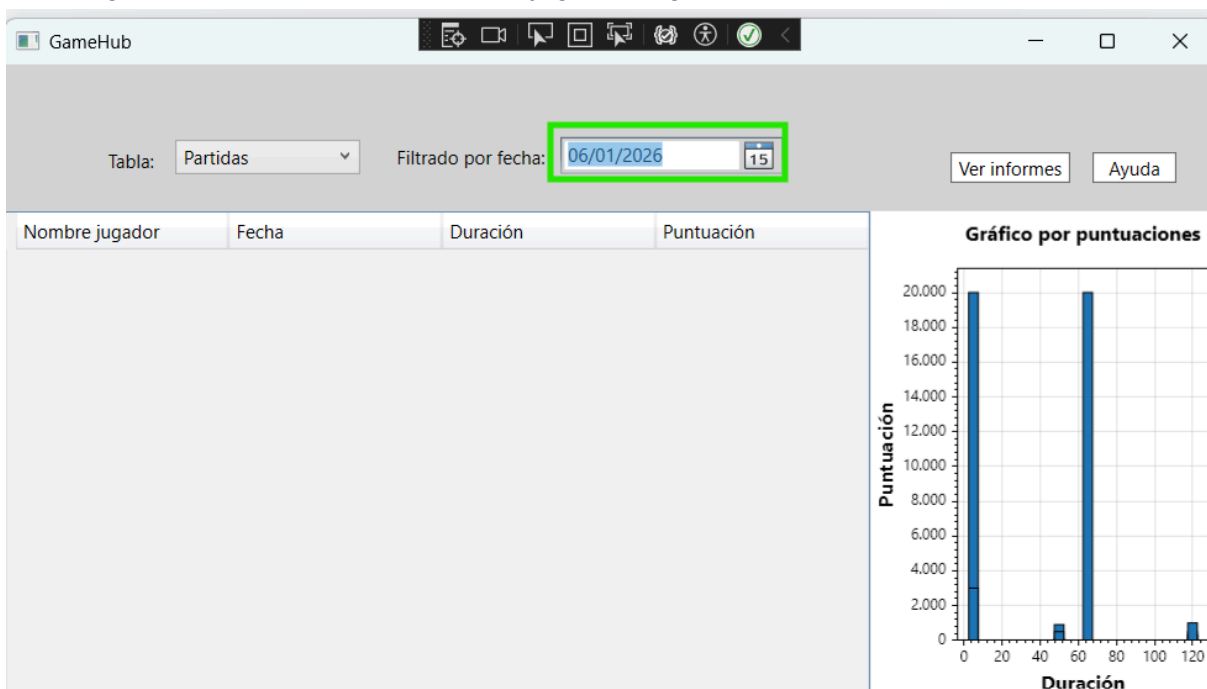 GameHub
Tabla: Partidas Filtrado por fecha: 06/01/2026 15 Ver informes Ayuda
Nombre jugador Fecha Duración Puntuación
Gráfico por puntuaciones
Puntuación
20.000
18.000
16.000
14.000
12.000
10.000
8.000
6.000
4.000
2.000
0
0 20 40 60 80 100 120
Duración